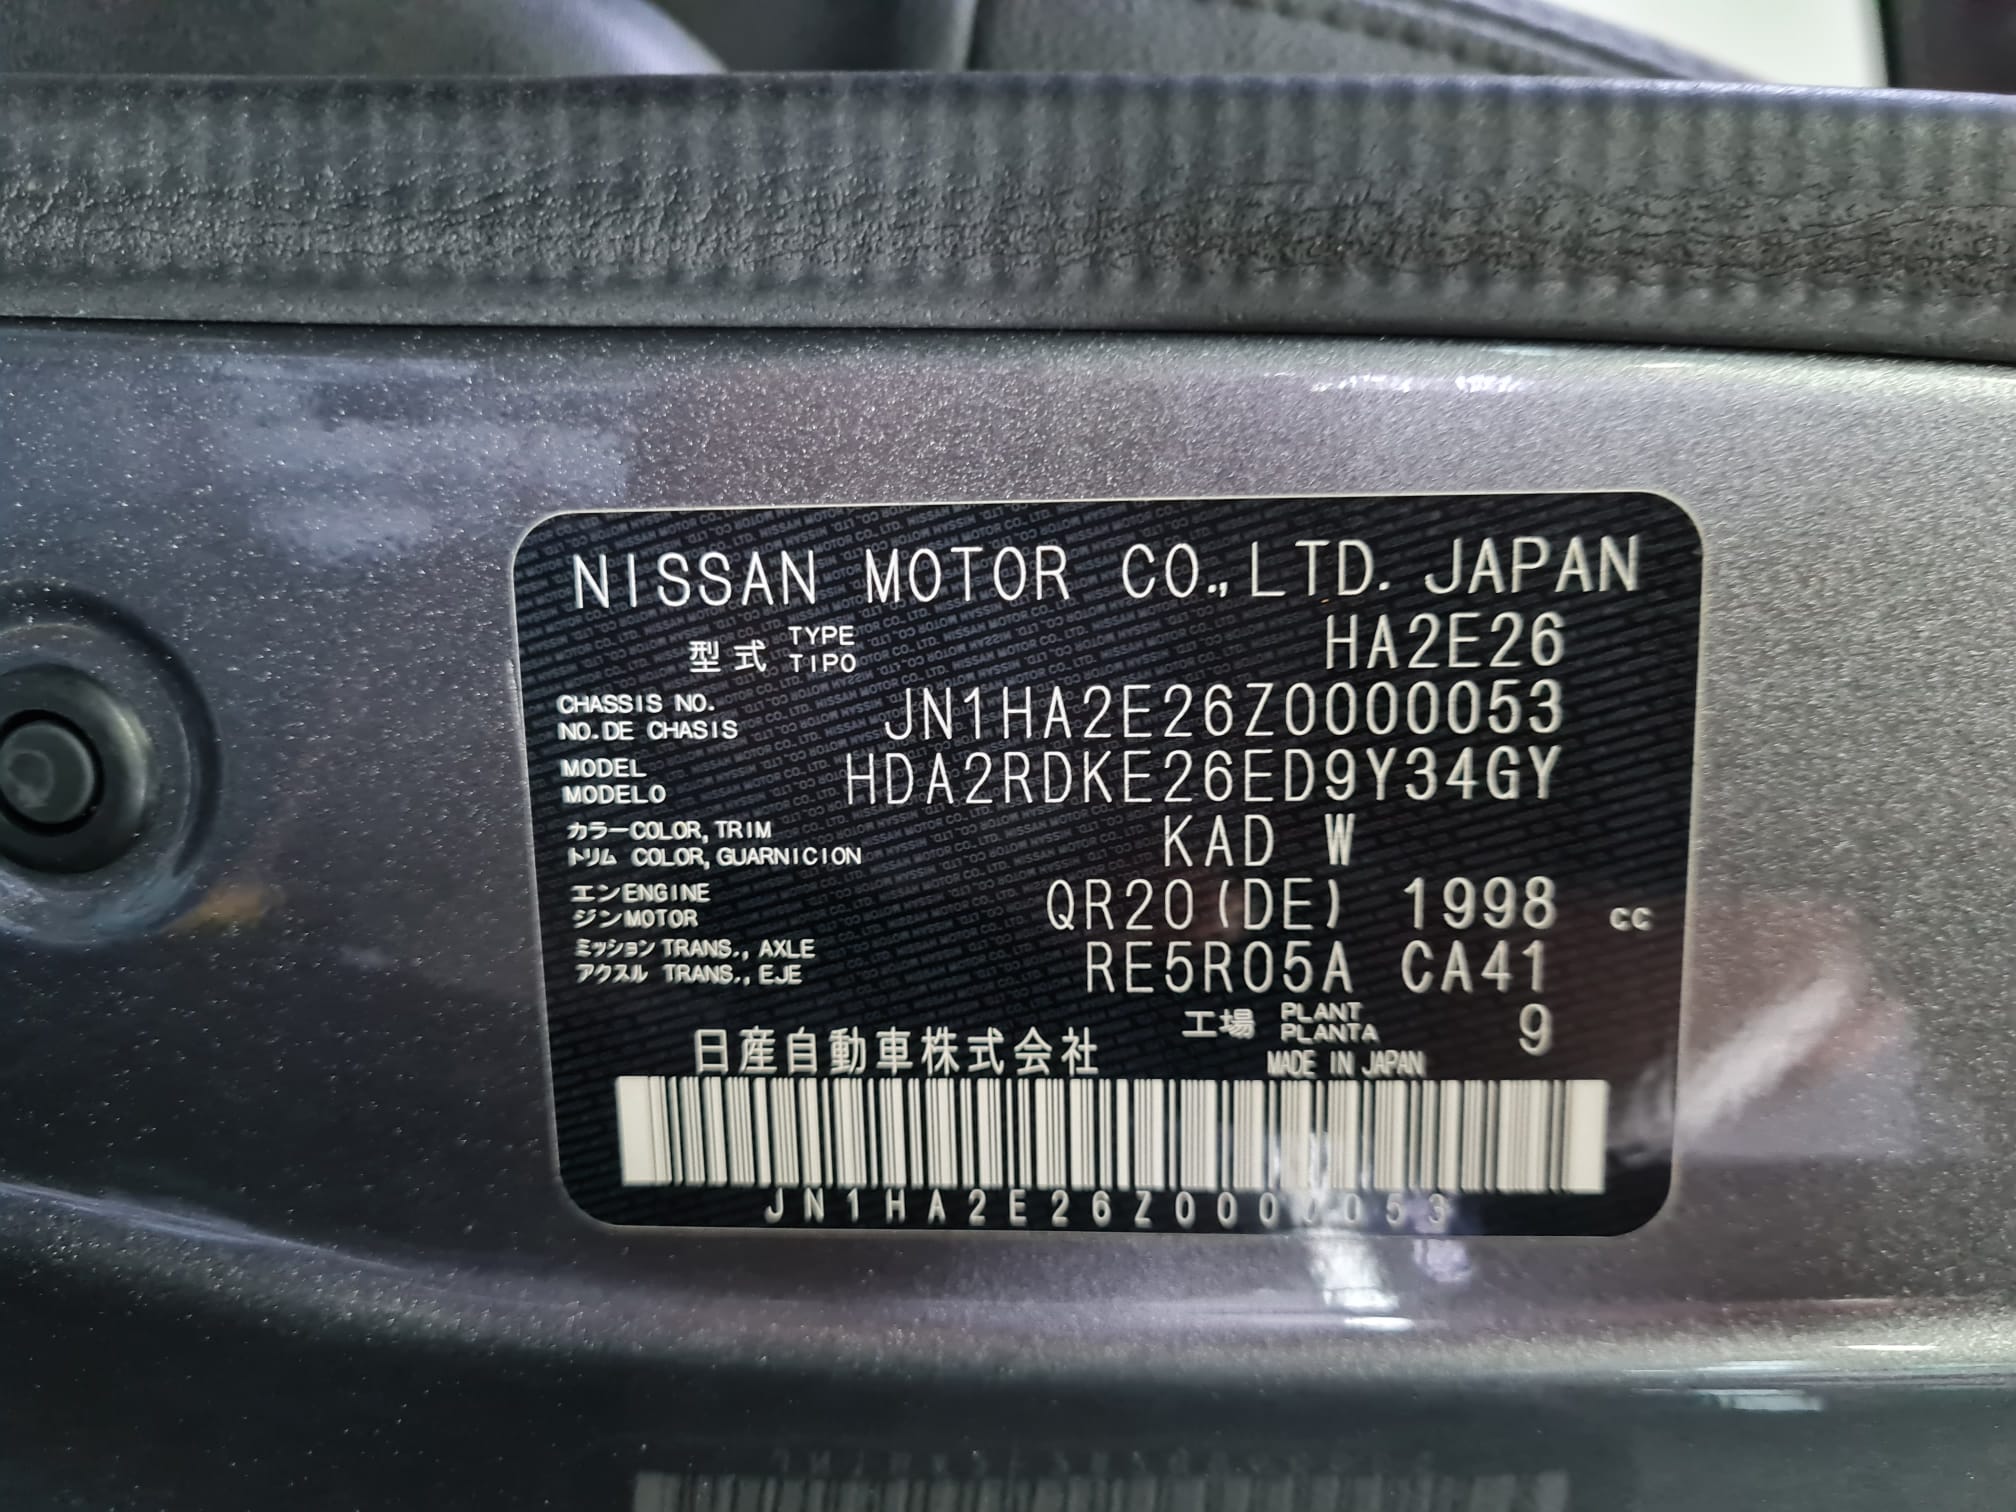 NISSAN MOTOR CO.,LTD. JAPAN
型式 TYPE TIPO HA2E26
CHASSIS NO. NO.DE CHASIS JN1HA2E26Z0000053
MODEL MODELO HDA2RDKE26ED9Y34GY
カラー COLOR, TRIM KAD W
トリム COLOR, GUARNICION
エン ENGINE QR20(DE) 1998 cc
ジン MOTOR
ミッション TRANS., AXLE RE5R05A CA41
アクスル TRANS., EJE
工場 PLANT PLANTA 9
日産自動車株式会社 MADE IN JAPAN
JN1HA2E26Z0000053